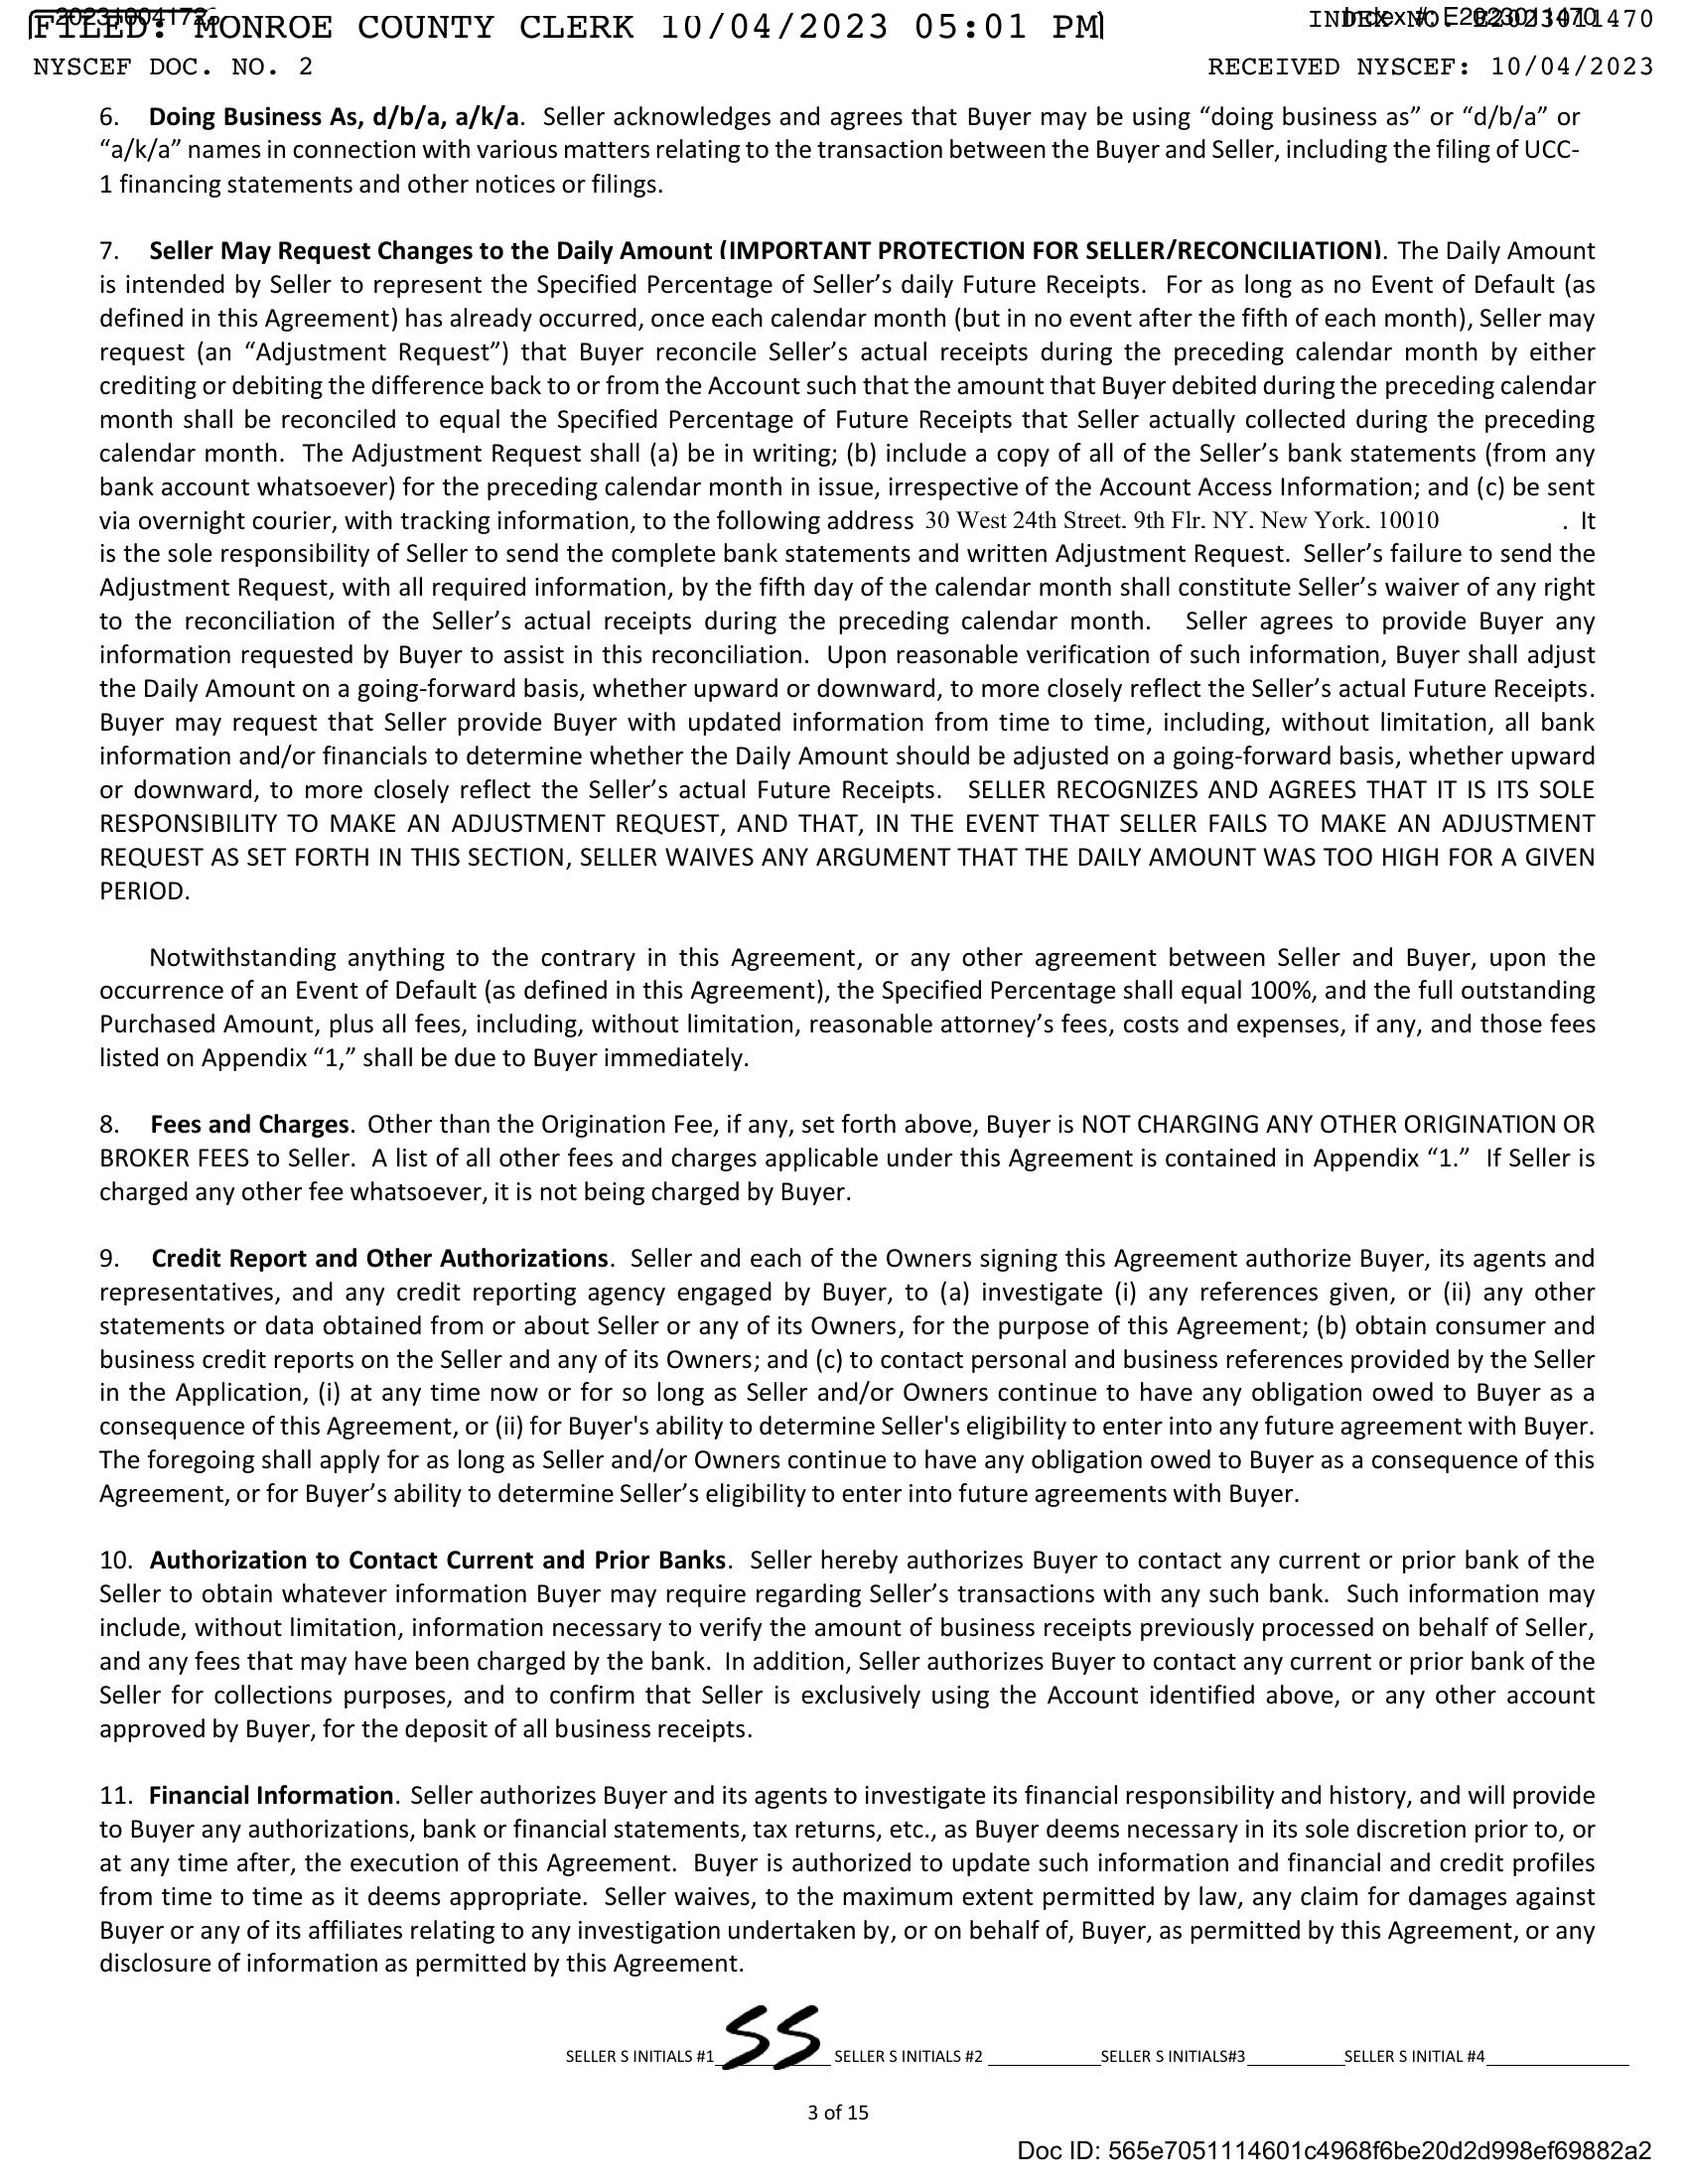 FILED: MONROE COUNTY CLERK 10/04/2023 05:01 PM
INDEX NO. E2023011470
Index #: E2023011470
NYSCEF DOC. NO. 2
RECEIVED NYSCEF: 10/04/2023
6. Doing Business As, d/b/a, a/k/a. Seller acknowledges and agrees that Buyer may be using “doing business as” or “d/b/a” or
“a/k/a” names in connection with various matters relating to the transaction between the Buyer and Seller, including the filing of UCC-
1 financing statements and other notices or filings.
7. Seller May Request Changes to the Daily Amount (IMPORTANT PROTECTION FOR SELLER/RECONCILIATION). The Daily Amount
is intended by Seller to represent the Specified Percentage of Seller’s daily Future Receipts. For as long as no Event of Default (as
defined in this Agreement) has already occurred, once each calendar month (but in no event after the fifth of each month), Seller may
request (an “Adjustment Request”) that Buyer reconcile Seller’s actual receipts during the preceding calendar month by either
crediting or debiting the difference back to or from the Account such that the amount that Buyer debited during the preceding calendar
month shall be reconciled to equal the Specified Percentage of Future Receipts that Seller actually collected during the preceding
calendar month. The Adjustment Request shall (a) be in writing; (b) include a copy of all of the Seller’s bank statements (from any
bank account whatsoever) for the preceding calendar month in issue, irrespective of the Account Access Information; and (c) be sent
via overnight courier, with tracking information, to the following address 30 West 24th Street, 9th Flr, NY, New York, 10010 . It
is the sole responsibility of Seller to send the complete bank statements and written Adjustment Request. Seller’s failure to send the
Adjustment Request, with all required information, by the fifth day of the calendar month shall constitute Seller’s waiver of any right
to the reconciliation of the Seller’s actual receipts during the preceding calendar month. Seller agrees to provide Buyer any
information requested by Buyer to assist in this reconciliation. Upon reasonable verification of such information, Buyer shall adjust
the Daily Amount on a going-forward basis, whether upward or downward, to more closely reflect the Seller’s actual Future Receipts.
Buyer may request that Seller provide Buyer with updated information from time to time, including, without limitation, all bank
information and/or financials to determine whether the Daily Amount should be adjusted on a going-forward basis, whether upward
or downward, to more closely reflect the Seller’s actual Future Receipts. SELLER RECOGNIZES AND AGREES THAT IT IS ITS SOLE
RESPONSIBILITY TO MAKE AN ADJUSTMENT REQUEST, AND THAT, IN THE EVENT THAT SELLER FAILS TO MAKE AN ADJUSTMENT
REQUEST AS SET FORTH IN THIS SECTION, SELLER WAIVES ANY ARGUMENT THAT THE DAILY AMOUNT WAS TOO HIGH FOR A GIVEN
PERIOD.
Notwithstanding anything to the contrary in this Agreement, or any other agreement between Seller and Buyer, upon the
occurrence of an Event of Default (as defined in this Agreement), the Specified Percentage shall equal 100%, and the full outstanding
Purchased Amount, plus all fees, including, without limitation, reasonable attorney’s fees, costs and expenses, if any, and those fees
listed on Appendix “1,” shall be due to Buyer immediately.
8. Fees and Charges. Other than the Origination Fee, if any, set forth above, Buyer is NOT CHARGING ANY OTHER ORIGINATION OR
BROKER FEES to Seller. A list of all other fees and charges applicable under this Agreement is contained in Appendix “1.” If Seller is
charged any other fee whatsoever, it is not being charged by Buyer.
9. Credit Report and Other Authorizations. Seller and each of the Owners signing this Agreement authorize Buyer, its agents and
representatives, and any credit reporting agency engaged by Buyer, to (a) investigate (i) any references given, or (ii) any other
statements or data obtained from or about Seller or any of its Owners, for the purpose of this Agreement; (b) obtain consumer and
business credit reports on the Seller and any of its Owners; and (c) to contact personal and business references provided by the Seller
in the Application, (i) at any time now or for so long as Seller and/or Owners continue to have any obligation owed to Buyer as a
consequence of this Agreement, or (ii) for Buyer's ability to determine Seller's eligibility to enter into any future agreement with Buyer.
The foregoing shall apply for as long as Seller and/or Owners continue to have any obligation owed to Buyer as a consequence of this
Agreement, or for Buyer’s ability to determine Seller’s eligibility to enter into future agreements with Buyer.
10. Authorization to Contact Current and Prior Banks. Seller hereby authorizes Buyer to contact any current or prior bank of the
Seller to obtain whatever information Buyer may require regarding Seller’s transactions with any such bank. Such information may
include, without limitation, information necessary to verify the amount of business receipts previously processed on behalf of Seller,
and any fees that may have been charged by the bank. In addition, Seller authorizes Buyer to contact any current or prior bank of the
Seller for collections purposes, and to confirm that Seller is exclusively using the Account identified above, or any other account
approved by Buyer, for the deposit of all business receipts.
11. Financial Information. Seller authorizes Buyer and its agents to investigate its financial responsibility and history, and will provide
to Buyer any authorizations, bank or financial statements, tax returns, etc., as Buyer deems necessary in its sole discretion prior to, or
at any time after, the execution of this Agreement. Buyer is authorized to update such information and financial and credit profiles
from time to time as it deems appropriate. Seller waives, to the maximum extent permitted by law, any claim for damages against
Buyer or any of its affiliates relating to any investigation undertaken by, or on behalf of, Buyer, as permitted by this Agreement, or any
disclosure of information as permitted by this Agreement.
SELLER S INITIALS #1 SS SELLER S INITIALS #2 SELLER S INITIALS#3 SELLER S INITIAL #4
3 of 15
Doc ID: 565e7051114601c4968f6be20d2d998ef69882a2